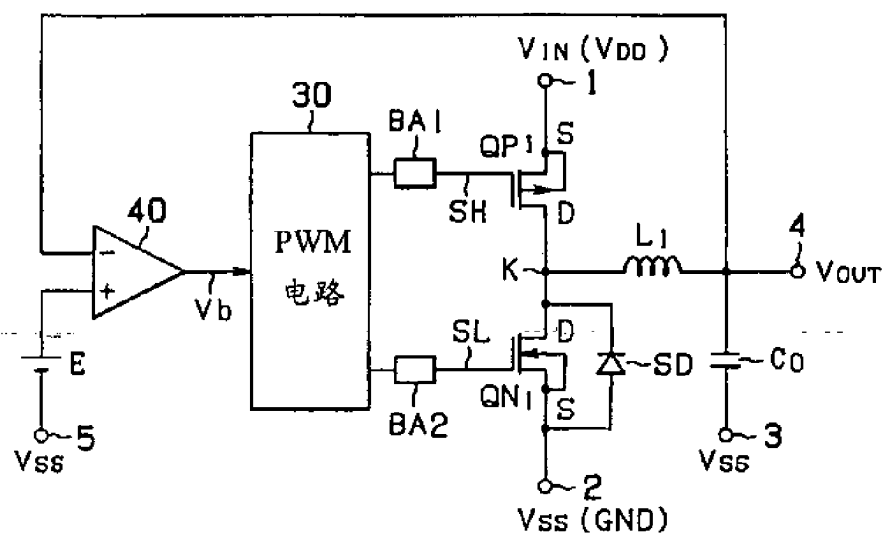 VIN (VDD)
1
30
BA1
QP1
S
SH
D
40
PWM
电路
Vb
L1
4
K
VOUT
E
SL
D
SD
C0
QN1
S
BA2
5
VSS
3
VSS
2
VSS (GND)